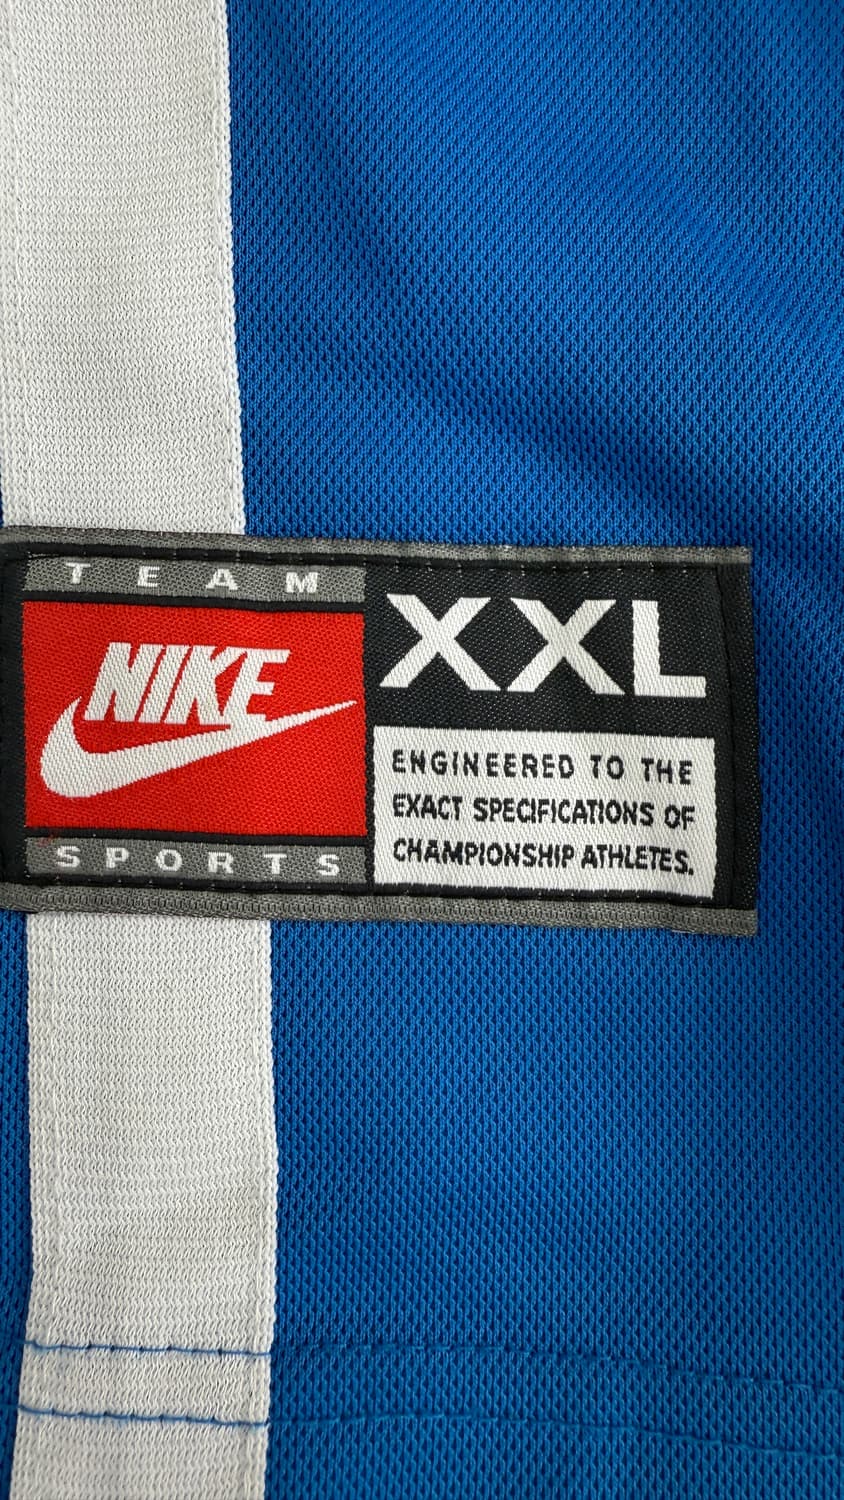 TEAM
NIKE
SPORTS
XXL
ENGINEERED TO THE
EXACT SPECIFICATIONS OF
CHAMPIONSHIP ATHLETES.